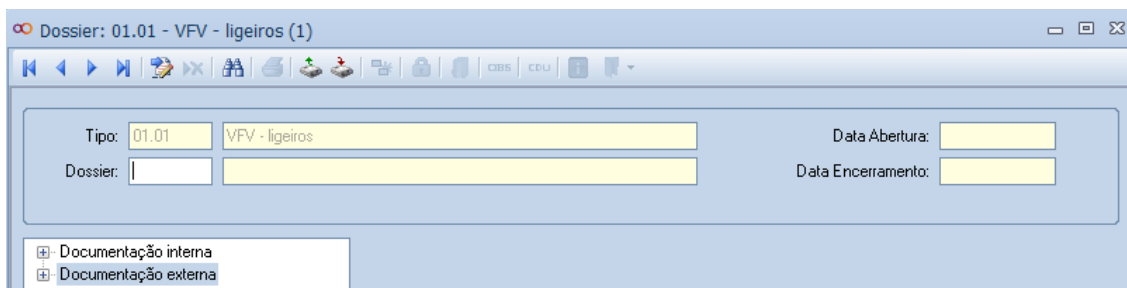 Dossier: 01.01 - VFV - ligeiros (1)
CIBS CDU
Tipo: 01.01 VFV - ligeiros Data Abertura:
Dossier: Data Encerramento:
Documentação interna
Documentação externa